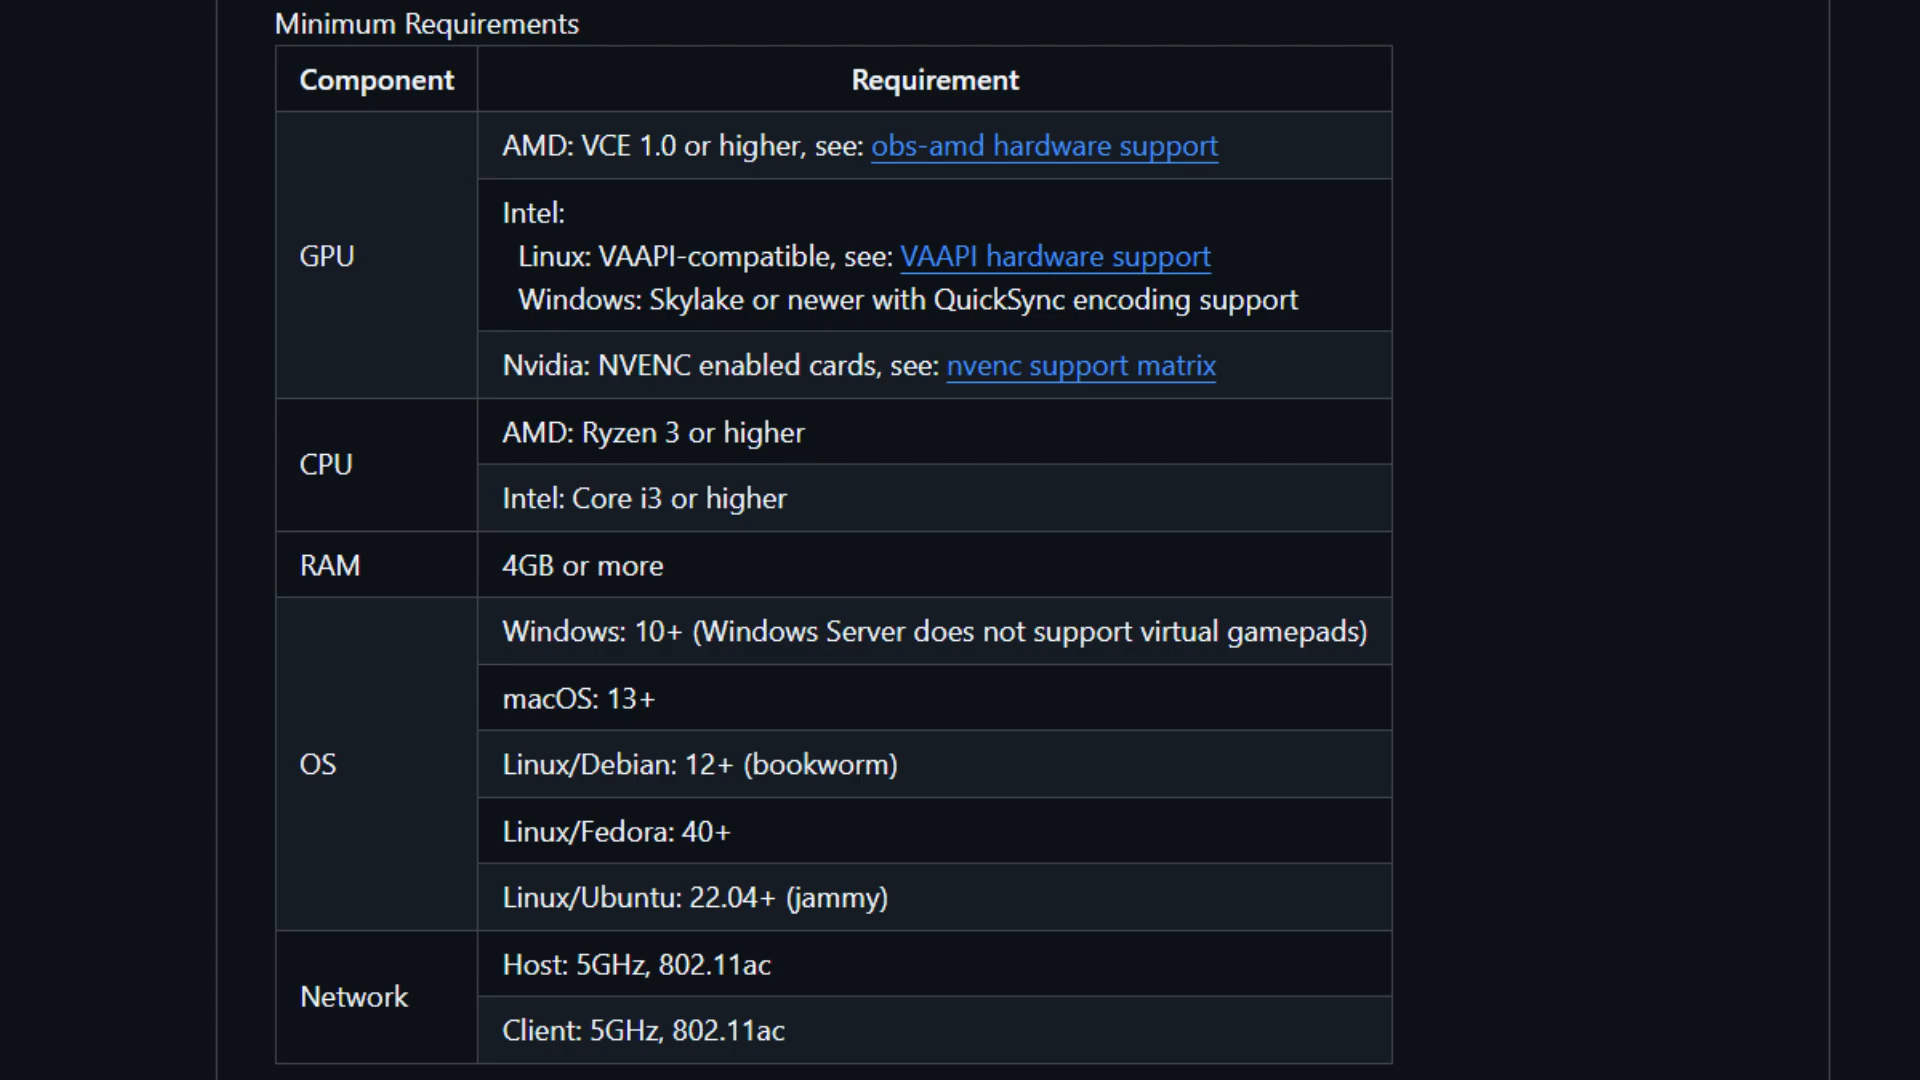 Minimum Requirements
Component
Requirement
GPU
AMD: VCE 1.0 or higher, see: obs-amd hardware support
Intel:
Linux: VAAPI-compatible, see: VAAPI hardware support
Windows: Skylake or newer with QuickSync encoding support
Nvidia: NVENC enabled cards, see: nvenc support matrix
CPU
AMD: Ryzen 3 or higher
Intel: Core i3 or higher
RAM
4GB or more
OS
Windows: 10+ (Windows Server does not support virtual gamepads)
macOS: 13+
Linux/Debian: 12+ (bookworm)
Linux/Fedora: 40+
Linux/Ubuntu: 22.04+ (jammy)
Network
Host: 5GHz, 802.11ac
Client: 5GHz, 802.11ac